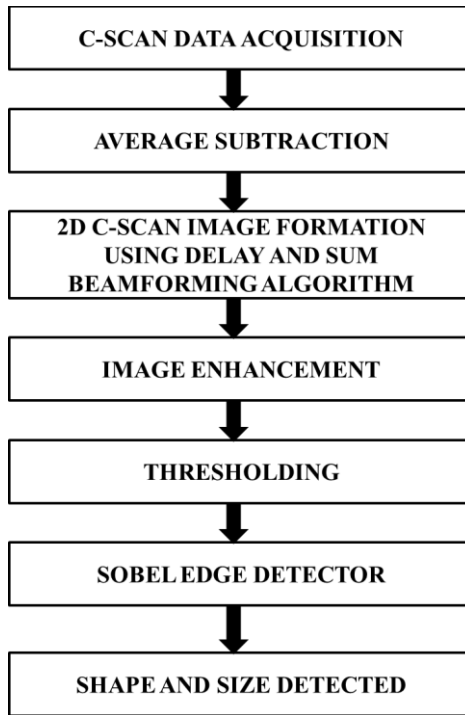 C-SCAN DATA ACQUISITION
AVERAGE SUBTRACTION
2D C-SCAN IMAGE FORMATION
USING DELAY AND SUM
BEAMFORMING ALGORITHM
IMAGE ENHANCEMENT
THRESHOLDING
SOBEL EDGE DETECTOR
SHAPE AND SIZE DETECTED